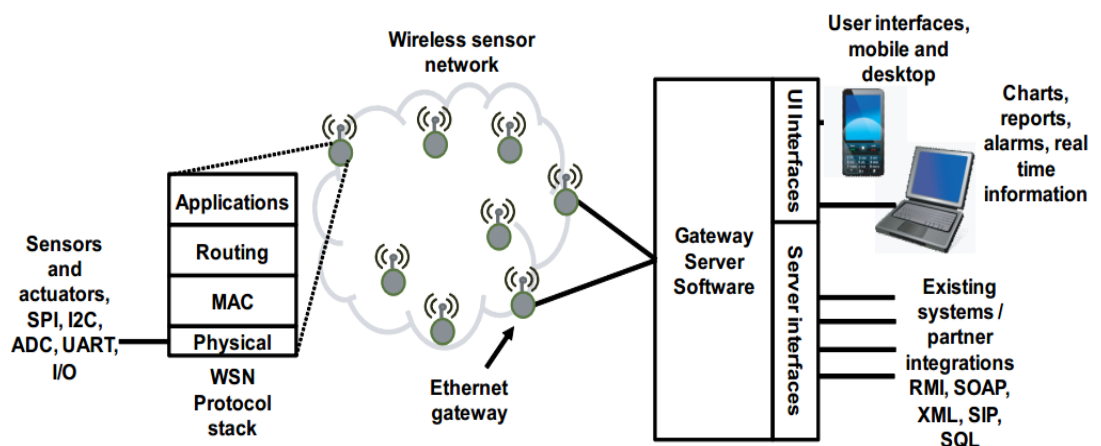 Wireless sensor
network
User interfaces,
mobile and
desktop
Charts,
reports,
alarms, real
time
information
UI Interfaces
Applications
Routing
MAC
Physical
Sensors
and
actuators,
SPI, I2C,
ADC, UART,
I/O
WSN
Protocol
stack
Ethernet
gateway
Gateway
Server
Software
Server interfaces
Existing
systems /
partner
integrations
RMI, SOAP,
XML, SIP,
SQL